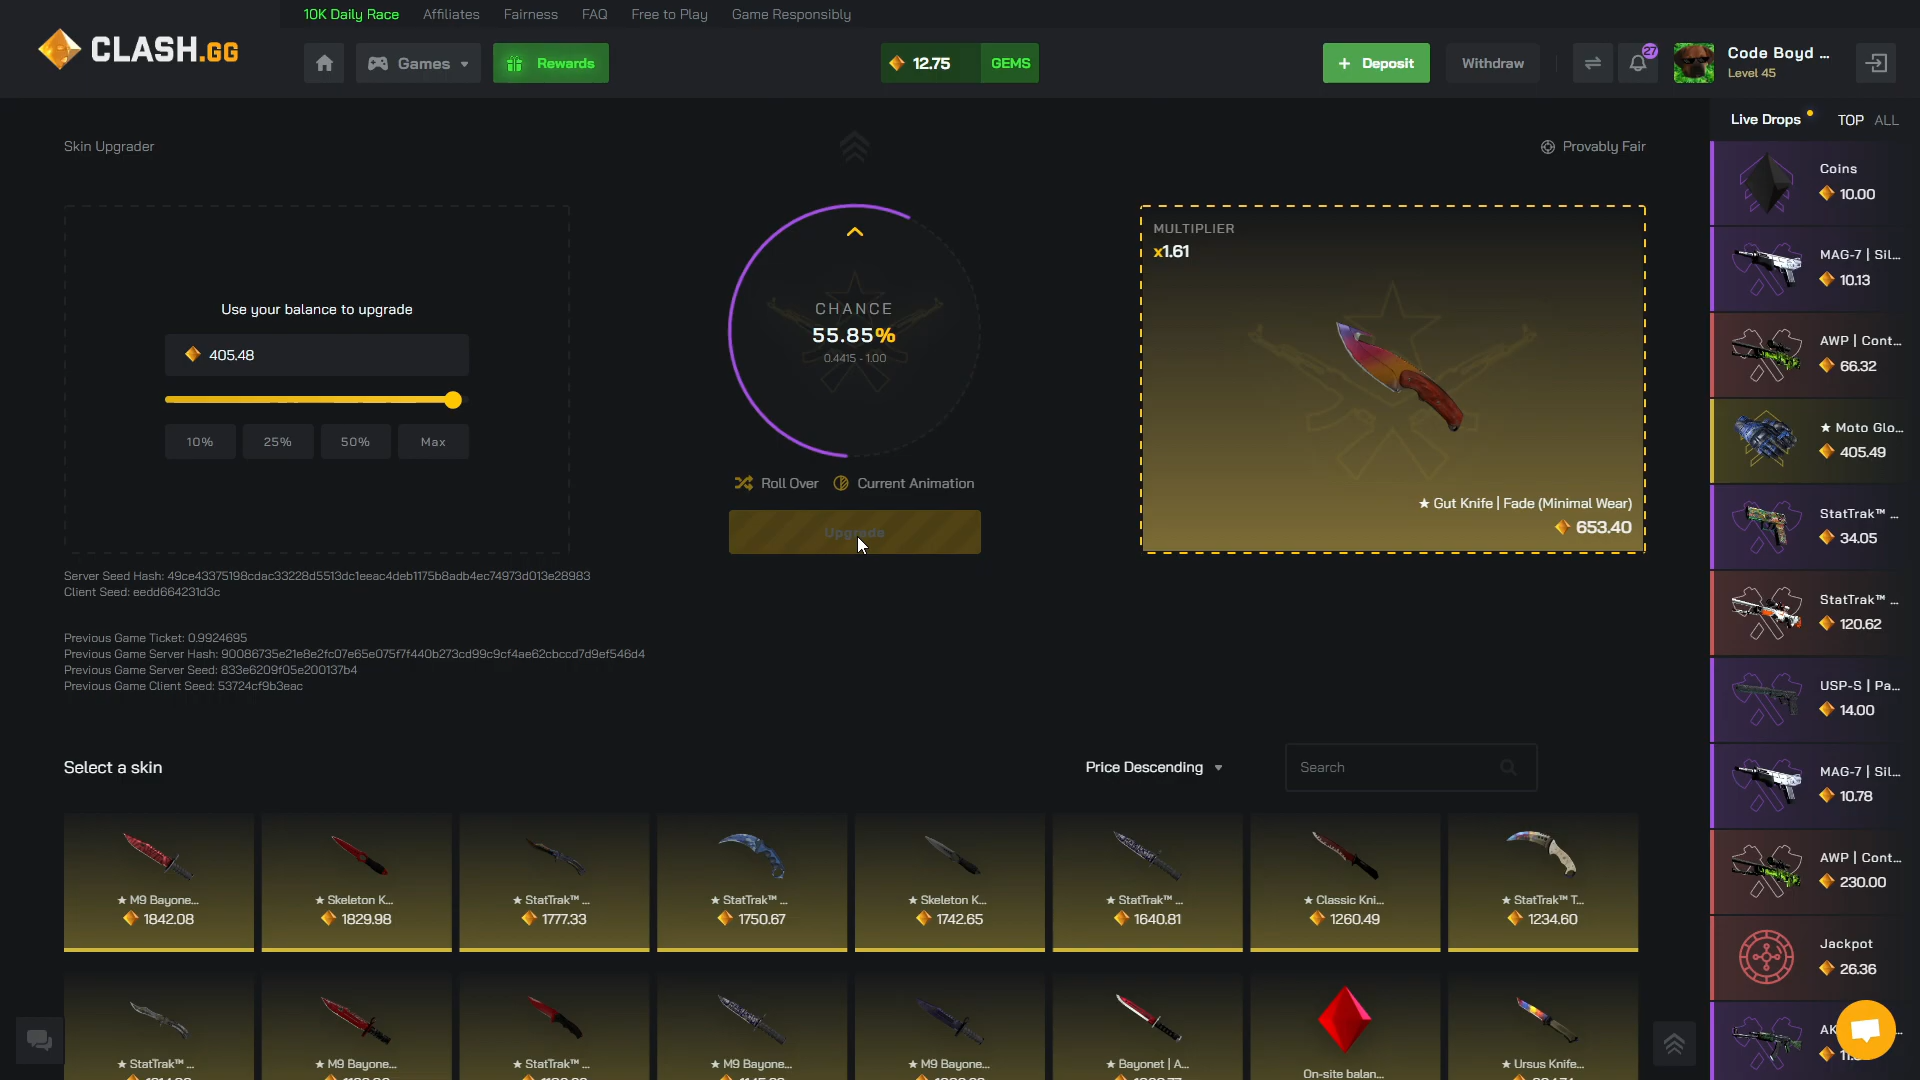 10K Daily Race
Affiliates
Fairness
FAQ
Free to Play
Game Responsibly
CLASH.GG
Games
Rewards
12.75
GEMS
+ Deposit
Withdraw
27
Code Boyd ...
Level 45
Skin Upgrader
Provably Fair
Use your balance to upgrade
405.48
10%
25%
50%
Max
CHANCE
55.85%
0.4415 - 1.00
Roll Over
Current Animation
Upgrade
MULTIPLIER
x1.61
★ Gut Knife | Fade (Minimal Wear)
653.40
Server Seed Hash: 49ce43375198cdac33228d5513dc1eeac4deb1175b8adb4ec74973d013e28983
Client Seed: eedd664231d3c
Previous Game Ticket: 0.9924695
Previous Game Server Hash: 90086735e21e8e2fc07e65e075f7f440b273cd99c9cf4ae62cbccd7d9ef546d4
Previous Game Server Seed: 833e6209f05e200137b4
Previous Game Client Seed: 53724cf9b3eac
Select a skin
Price Descending
Search
★ M9 Bayone...
1842.08
★ Skeleton K...
1829.98
★ StatTrak™ ...
1777.33
★ StatTrak™ ...
1750.67
★ Skeleton K...
1742.65
★ StatTrak™ ...
1640.81
★ Classic Kni...
1260.49
★ StatTrak™ T...
1234.60
★ StatTrak™ ...
★ M9 Bayone...
★ StatTrak™ ...
★ M9 Bayone...
★ M9 Bayone...
★ Bayonet | A...
On-site balan...
★ Ursus Knife...
Live Drops
TOP
ALL
Coins
10.00
MAG-7 | Sil...
10.13
AWP | Cont...
66.32
★ Moto Glo...
405.49
StatTrak™ ...
34.05
StatTrak™ ...
120.62
USP-S | Pa...
14.00
MAG-7 | Sil...
10.78
AWP | Cont...
230.00
Jackpot
26.36